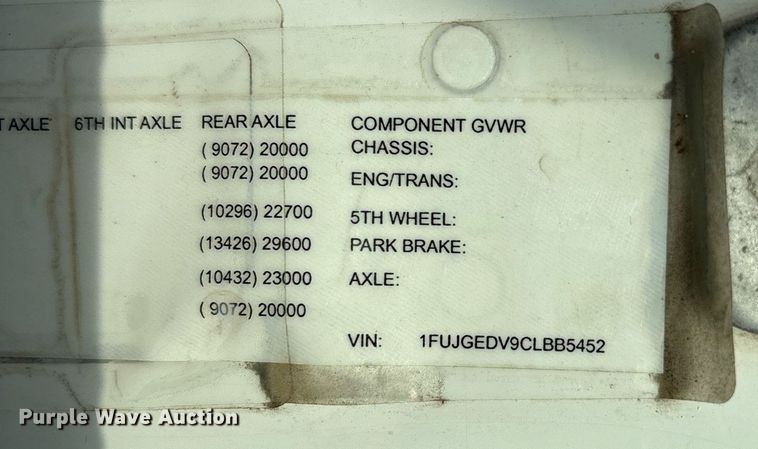 T AXLE 6TH INT AXLE REAR AXLE COMPONENT GVWR
( 9072) 20000 CHASSIS:
( 9072) 20000 ENG/TRANS:
(10296) 22700 5TH WHEEL:
(13426) 29600 PARK BRAKE:
(10432) 23000 AXLE:
( 9072) 20000
VIN: 1FUJGEDV9CLBB5452
Purple Wave Auction